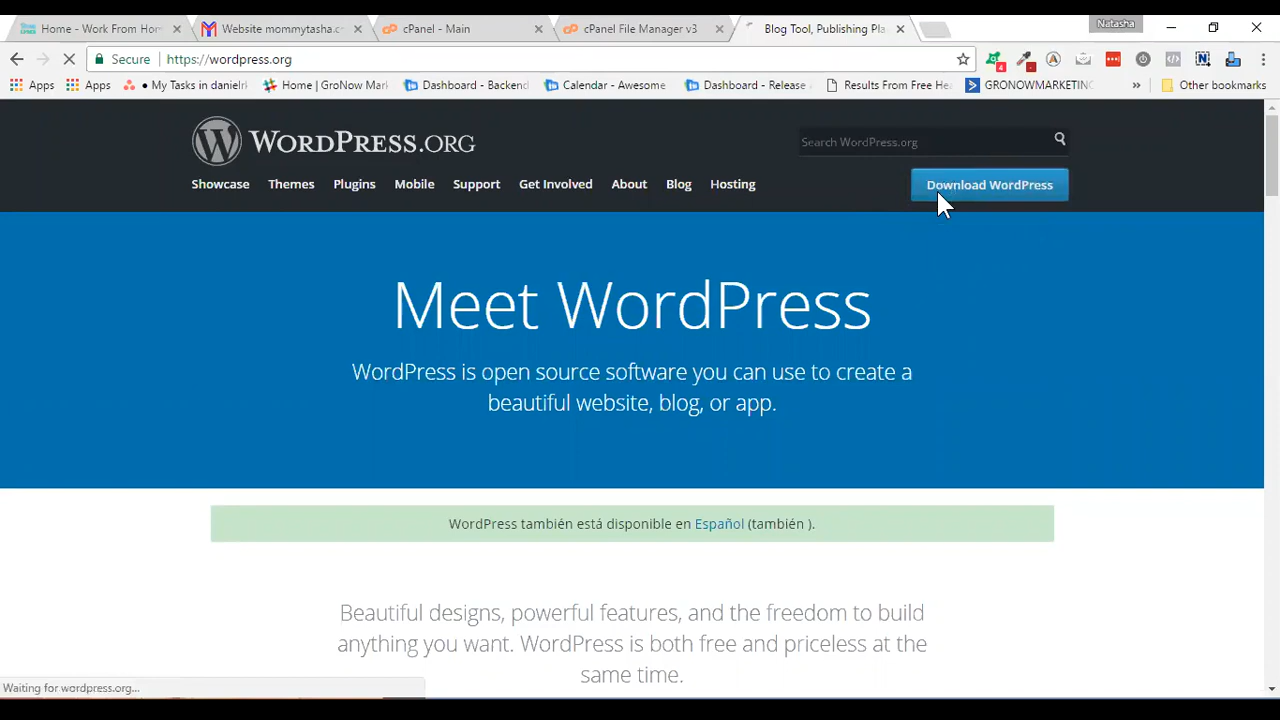 Natasha
Home - Work From Hom
Website mommytasha.c
cPanel - Main
cPanel File Manager v3
Blog Tool, Publishing Pla
Secure | https://wordpress.org
4
Apps
Apps
• My Tasks in danielr
Home | GroNow Mark
Dashboard - Backend
Calendar - Awesome
Dashboard - Release
Results From Free Hea
GRONOWMARKETING
»
Other bookmarks
WORDPRESS.ORG
Search WordPress.org
Showcase Themes Plugins Mobile Support Get Involved About Blog Hosting
Download WordPress
Meet WordPress
WordPress is open source software you can use to create a
beautiful website, blog, or app.
WordPress también está disponible en Español (también ).
Beautiful designs, powerful features, and the freedom to build
anything you want. WordPress is both free and priceless at the
same time.
Waiting for wordpress.org...